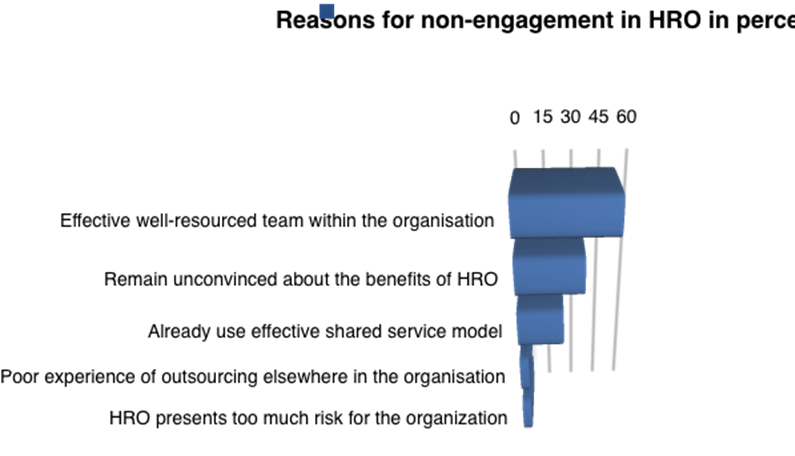 Reasons for non-engagement in HRO in perce
0 15 30 45 60
Effective well-resourced team within the organisation
Remain unconvinced about the benefits of HRO
Already use effective shared service model
Poor experience of outsourcing elsewhere in the organisation
HRO presents too much risk for the organization